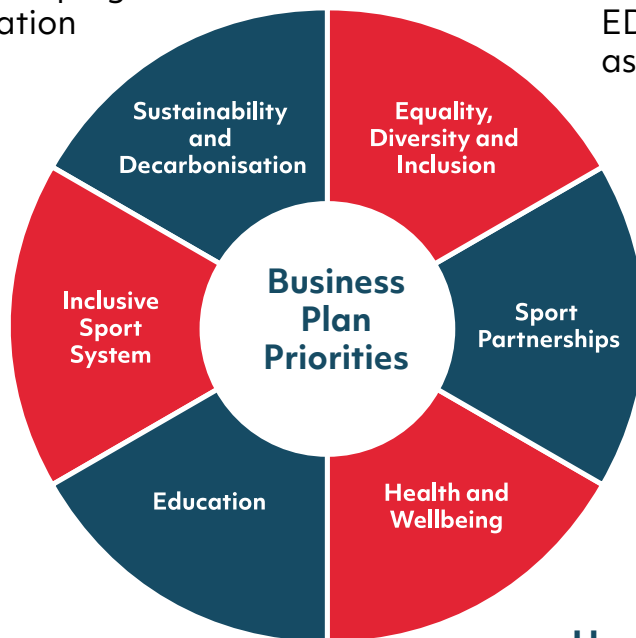 ation
ED
as
Sustainability
and
Decarbonisation
Equality,
Diversity and
Inclusion
Inclusive
Sport
System
Business
Plan
Priorities
Sport
Partnerships
Education
Health and
Wellbeing